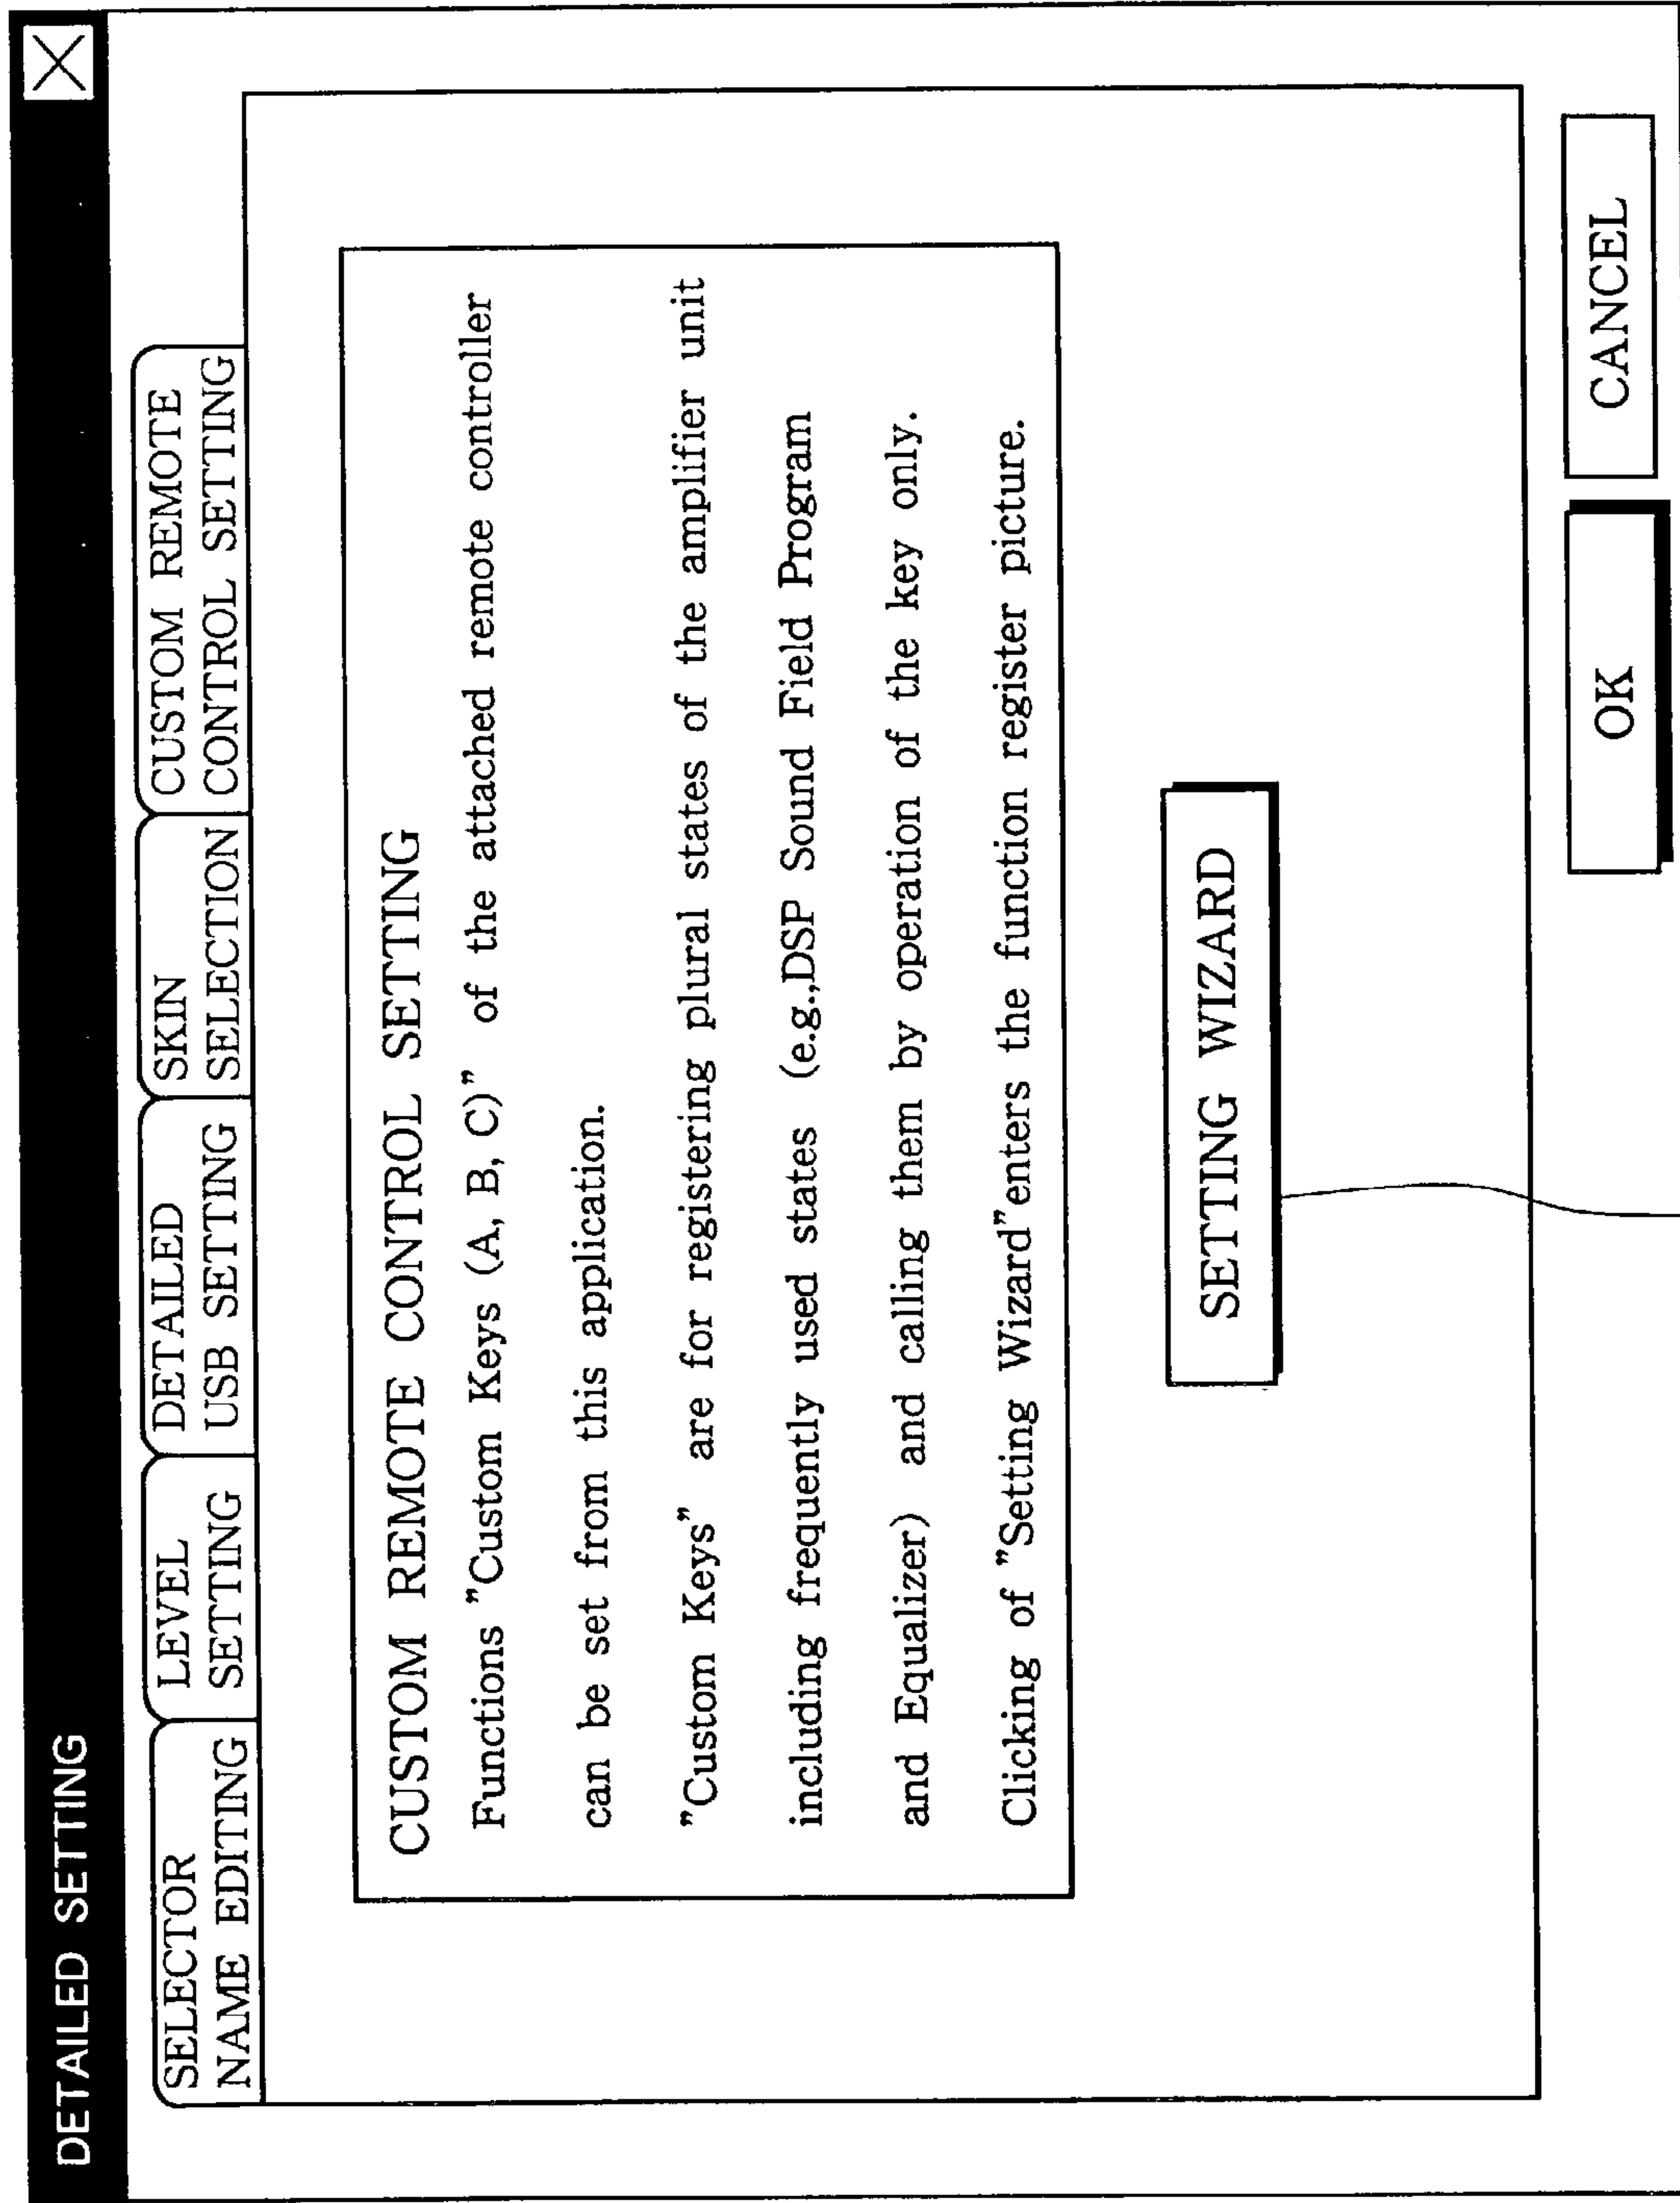 DETAILED SETTING
SELECTOR
NAME EDITING
LEVEL
SETTING
DETAILED
USB SETTING
SKIN
SELECTION
CUSTOM REMOTE
CONTROL SETTING
CUSTOM REMOTE CONTROL SETTING
Functions "Custom Keys (A, B, C)" of the attached remote controller
can be set from this application.
"Custom Keys" are for registering plural states of the amplifier unit
including frequently used states (e.g.,DSP Sound Field Program
and Equalizer) and calling them by operation of the key only.
Clicking of "Setting Wizard"enters the function register picture.
SETTING WIZARD
OK
CANCEL